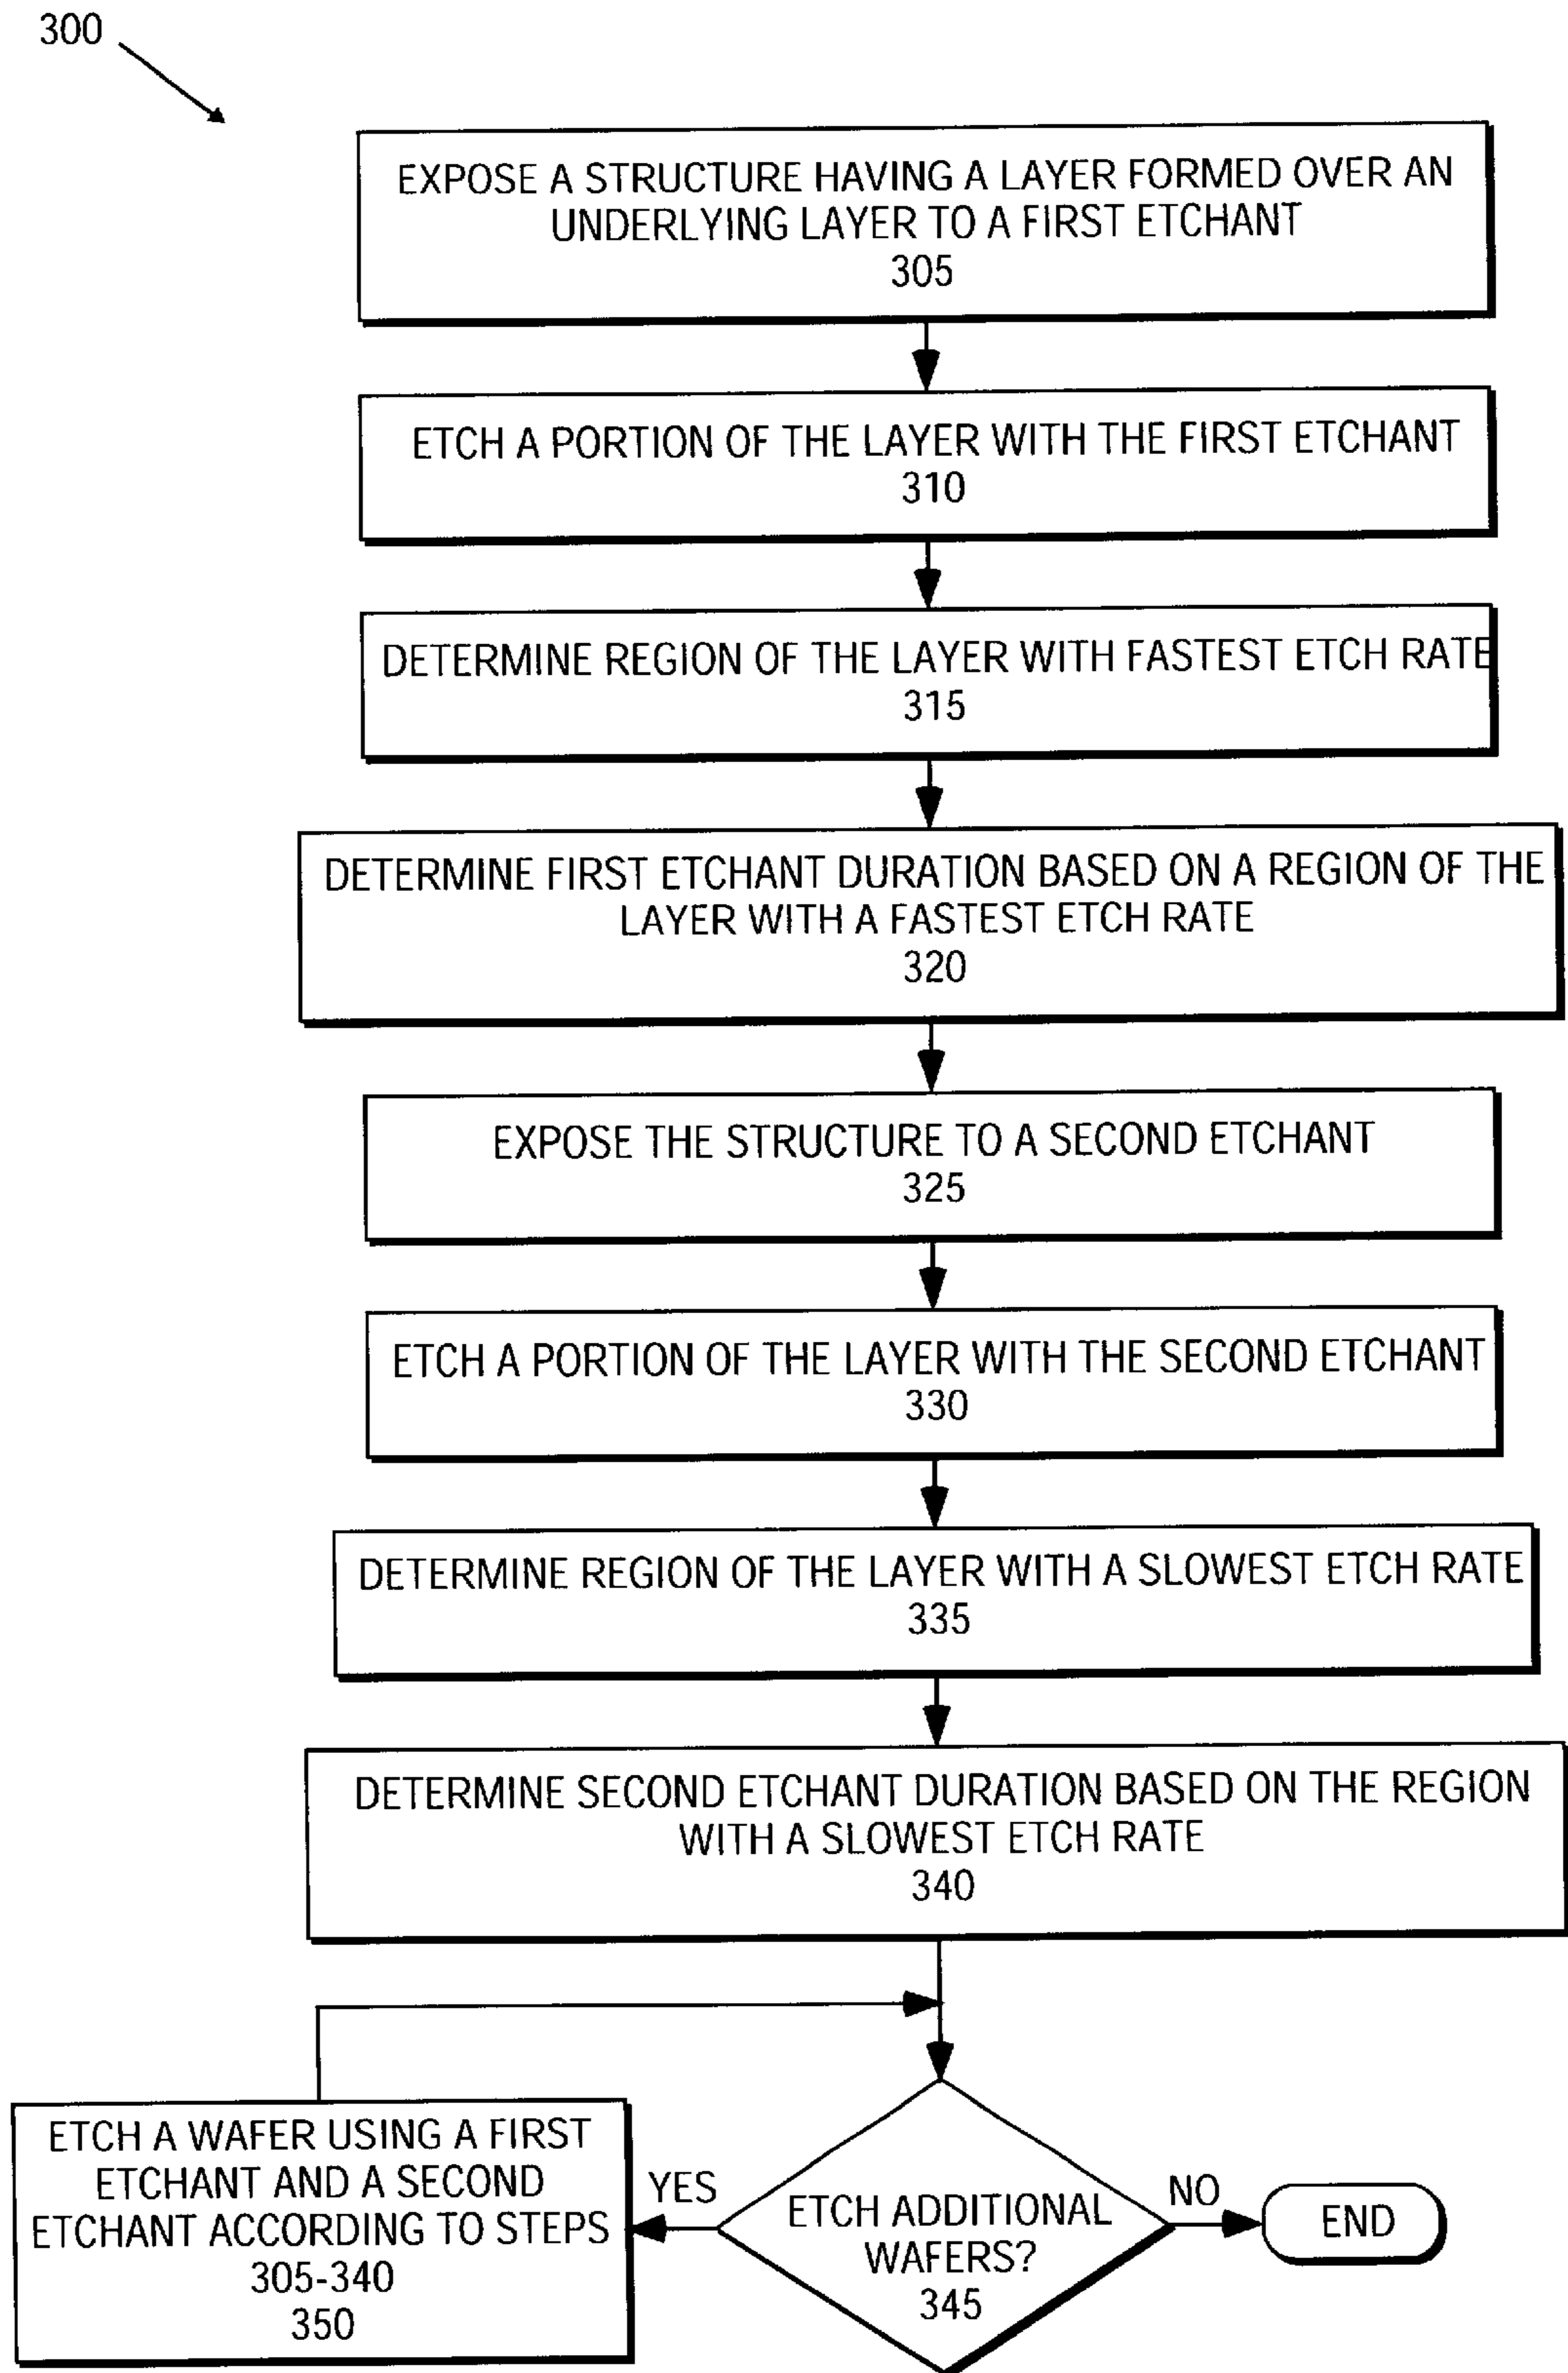 300
EXPOSE A STRUCTURE HAVING A LAYER FORMED OVER AN
UNDERLYING LAYER TO A FIRST ETCHANT
305
ETCH A PORTION OF THE LAYER WITH THE FIRST ETCHANT
310
DETERMINE REGION OF THE LAYER WITH FASTEST ETCH RATE
315
DETERMINE FIRST ETCHANT DURATION BASED ON A REGION OF THE
LAYER WITH A FASTEST ETCH RATE
320
EXPOSE THE STRUCTURE TO A SECOND ETCHANT
325
ETCH A PORTION OF THE LAYER WITH THE SECOND ETCHANT
330
DETERMINE REGION OF THE LAYER WITH A SLOWEST ETCH RATE
335
DETERMINE SECOND ETCHANT DURATION BASED ON THE REGION
WITH A SLOWEST ETCH RATE
340
ETCH A WAFER USING A FIRST
ETCHANT AND A SECOND
ETCHANT ACCORDING TO STEPS
305-340
350
YES
ETCH ADDITIONAL
WAFERS?
345
NO
END